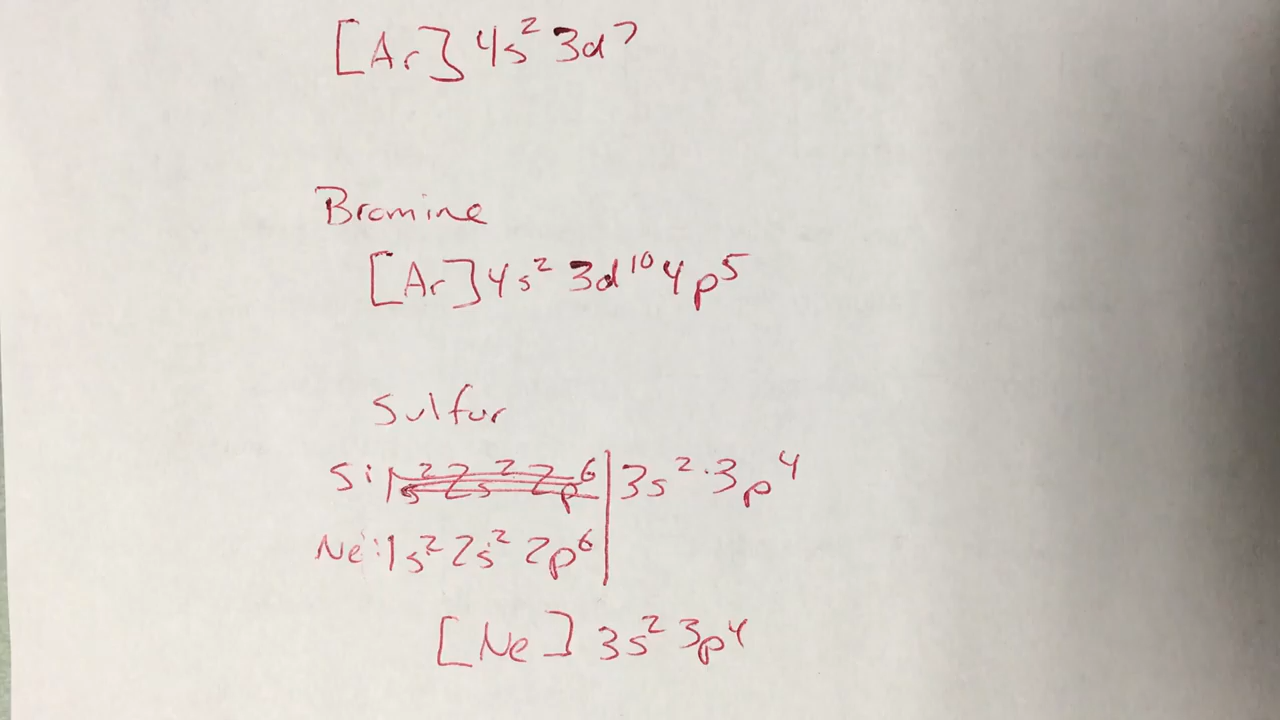 [Ar] 4s² 3d⁷
Bromine
[Ar] 4s² 3d¹⁰ 4p⁵
Sulfur
S: 1s² 2s² 2p⁶ | 3s² · 3p⁴
Ne: 1s² 2s² 2p⁶
[Ne] 3s² 3p⁴